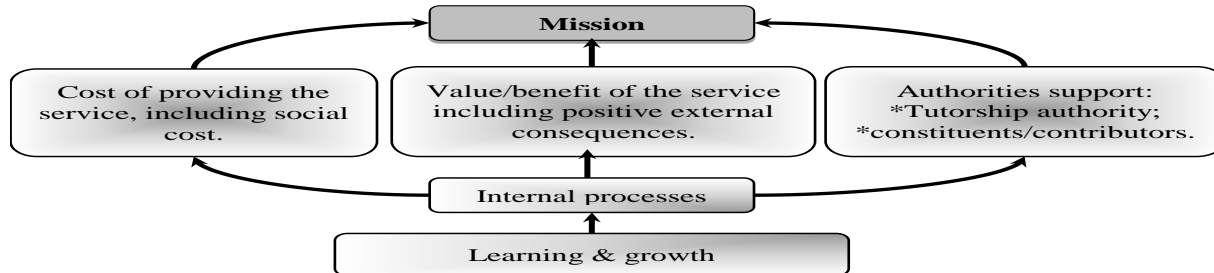 Mission
Cost of providing the
service, including social
cost.
Value/benefit of the service
including positive external
consequences.
Authorities support:
*Tutorship authority;
*constituents/contributors.
Internal processes
Learning & growth